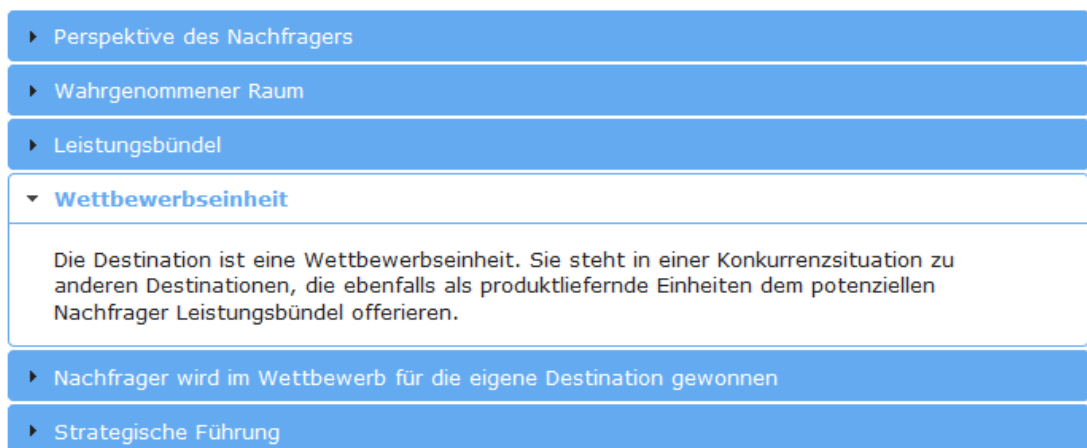 Perspektive des Nachfragers
Wahrgenommener Raum
Leistungsbündel
Wettbewerbseinheit
Die Destination ist eine Wettbewerbseinheit. Sie steht in einer Konkurrenzsituation zu
anderen Destinationen, die ebenfalls als produktliefernde Einheiten dem potenziellen
Nachfrager Leistungsbündel offerieren.
Nachfrager wird im Wettbewerb für die eigene Destination gewonnen
Strategische Führung